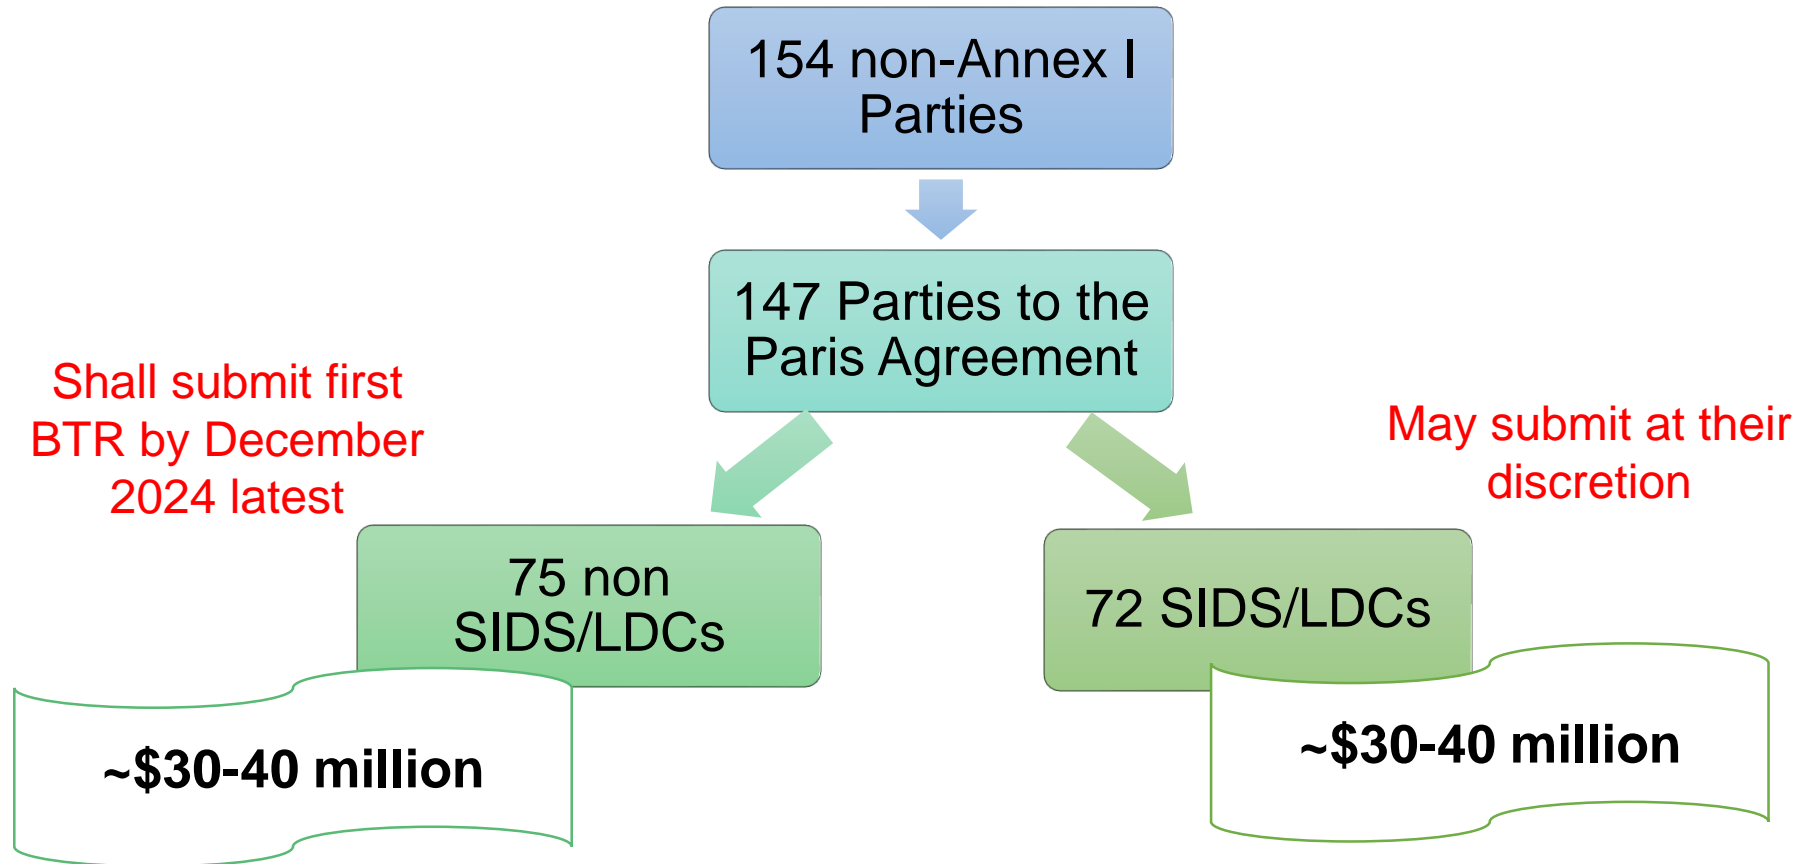 154 non-Annex I
Parties
147 Parties to the
Paris Agreement
Shall submit first
BTR by December
2024 latest
May submit at their
discretion
75 non
SIDS/LDCs
72 SIDS/LDCs
~$30-40 million
~$30-40 million